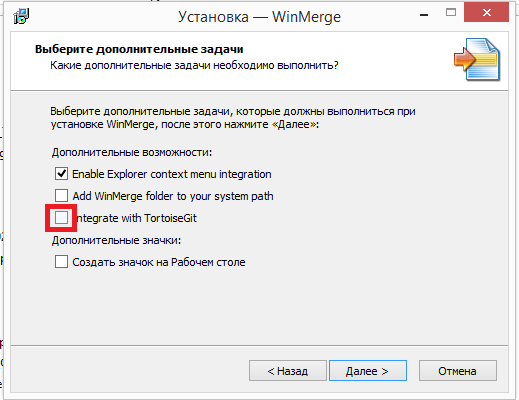 Установка — WinMerge
Выберите дополнительные задачи
Какие дополнительные задачи необходимо выполнить?
Выберите дополнительные задачи, которые должны выполниться при
установке WinMerge, после этого нажмите «Далее»:
Дополнительные возможности:
Enable Explorer context menu integration
Add WinMerge folder to your system path
Integrate with TortoiseGit
Дополнительные значки:
Создать значок на Рабочем столе
< Назад
Далее >
Отмена